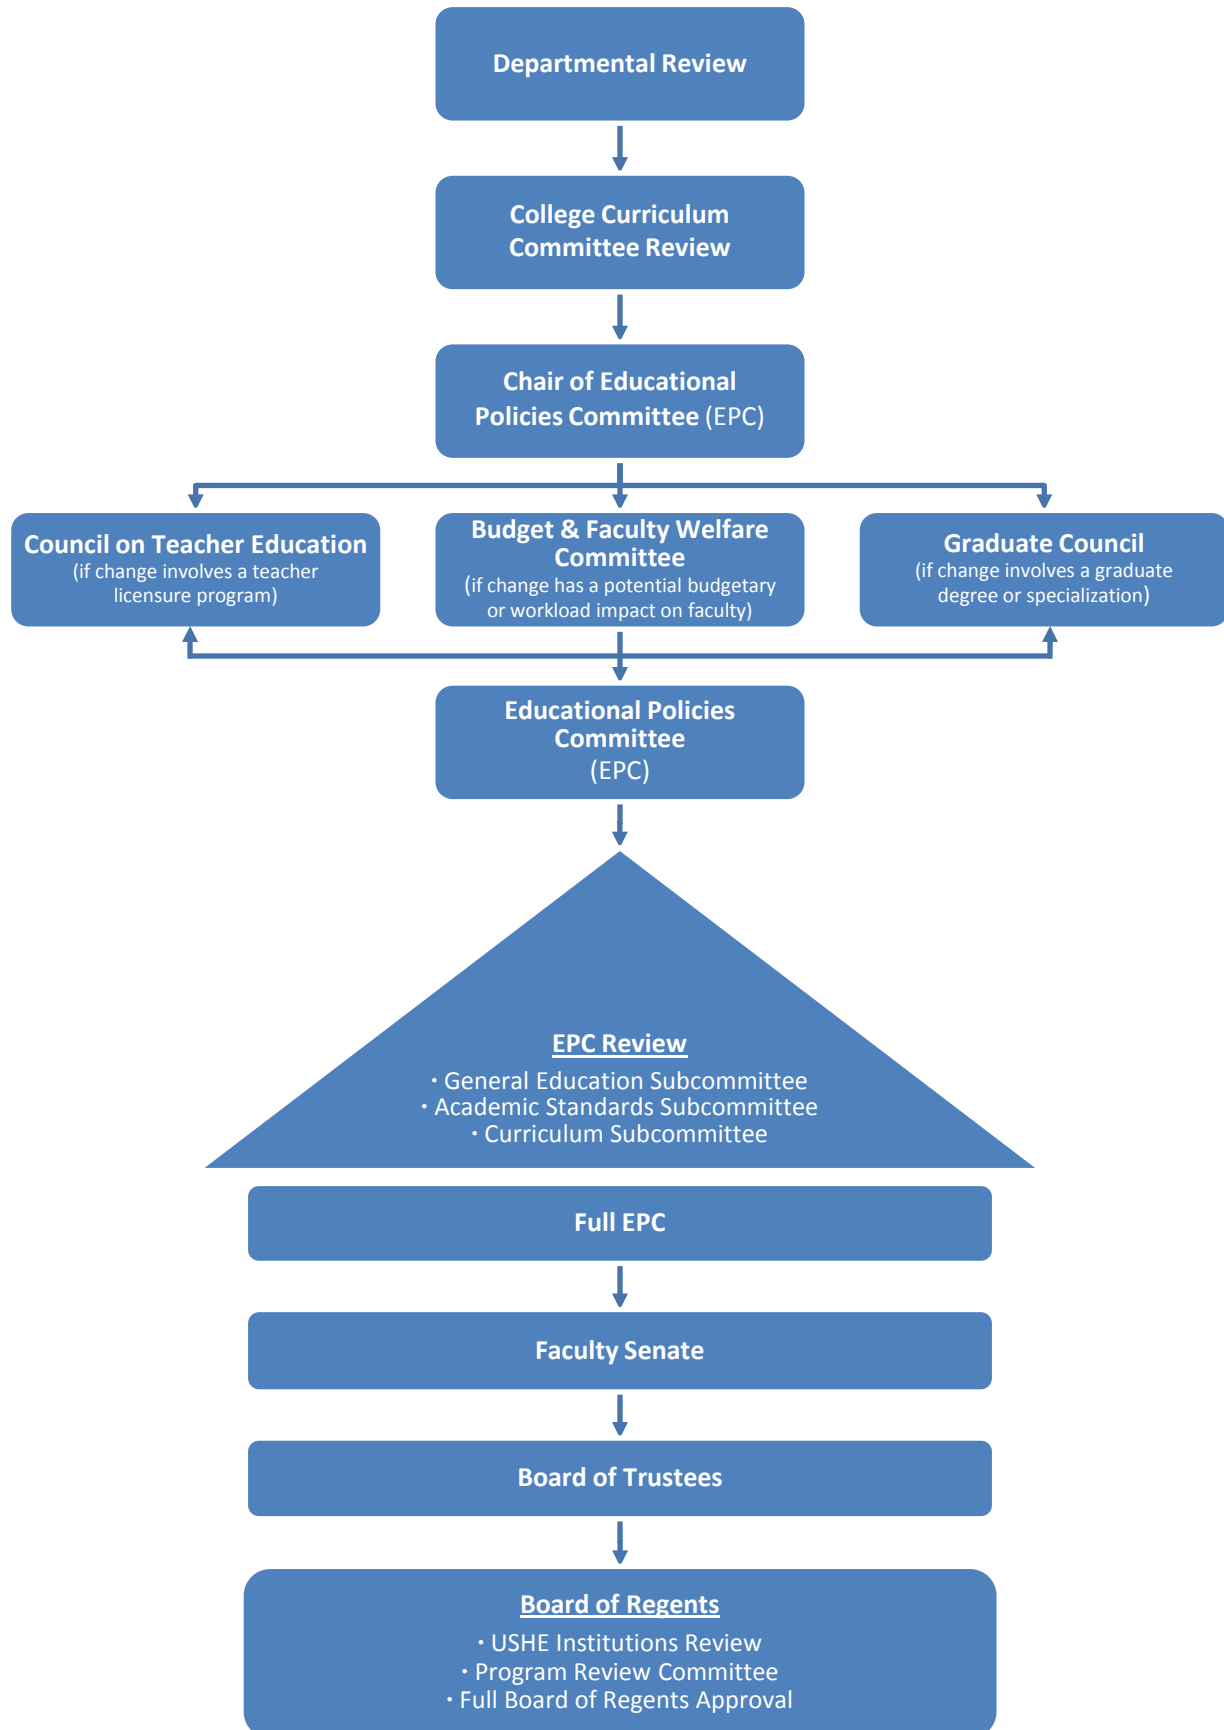 Departmental Review
College Curriculum
Committee Review
Chair of Educational
Policies Committee (EPC)
Council on Teacher Education
(if change involves a teacher
licensure program)
Budget & Faculty Welfare
Committee
(if change has a potential budgetary
or workload impact on faculty)
Graduate Council
(if change involves a graduate
degree or specialization)
Educational Policies
Committee
(EPC)
EPC Review
· General Education Subcommittee
· Academic Standards Subcommittee
· Curriculum Subcommittee
Full EPC
Faculty Senate
Board of Trustees
Board of Regents
· USHE Institutions Review
· Program Review Committee
· Full Board of Regents Approval